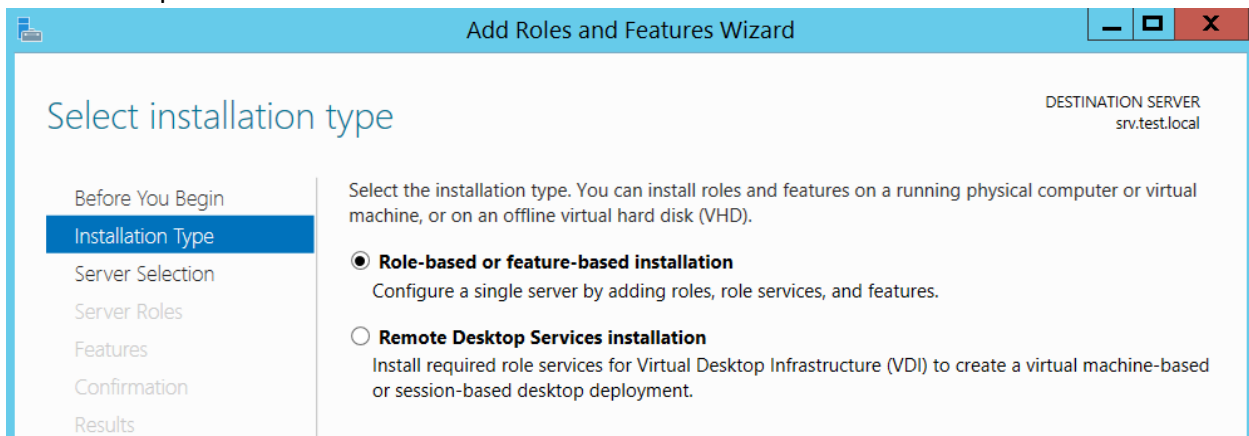 Add Roles and Features Wizard
Select installation type
DESTINATION SERVER
srv.test.local
Before You Begin
Installation Type
Server Selection
Server Roles
Features
Confirmation
Results
Select the installation type. You can install roles and features on a running physical computer or virtual
machine, or on an offline virtual hard disk (VHD).
Role-based or feature-based installation
Configure a single server by adding roles, role services, and features.
Remote Desktop Services installation
Install required role services for Virtual Desktop Infrastructure (VDI) to create a virtual machine-based
or session-based desktop deployment.